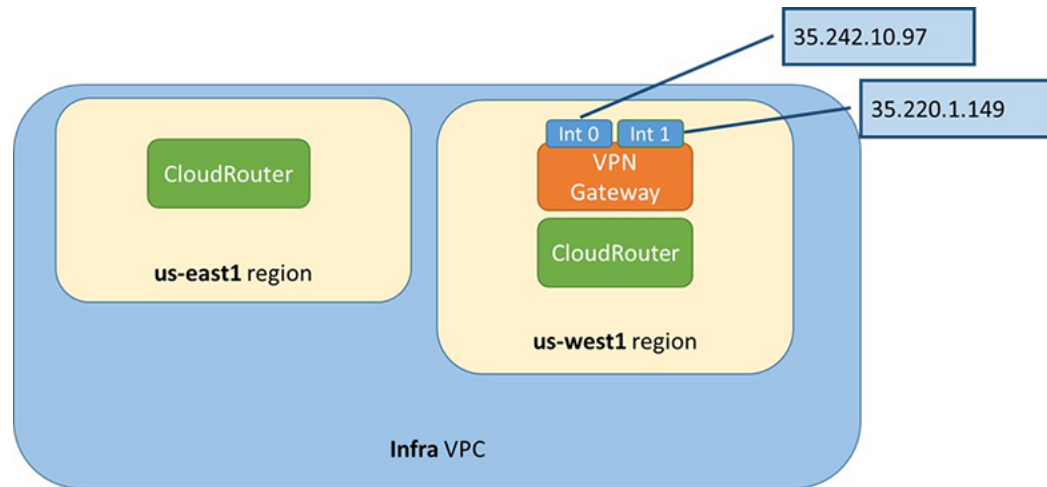 35.242.10.97
35.220.1.149
Int 0
Int 1
VPN
Gateway
CloudRouter
CloudRouter
us-east1 region
us-west1 region
Infra VPC